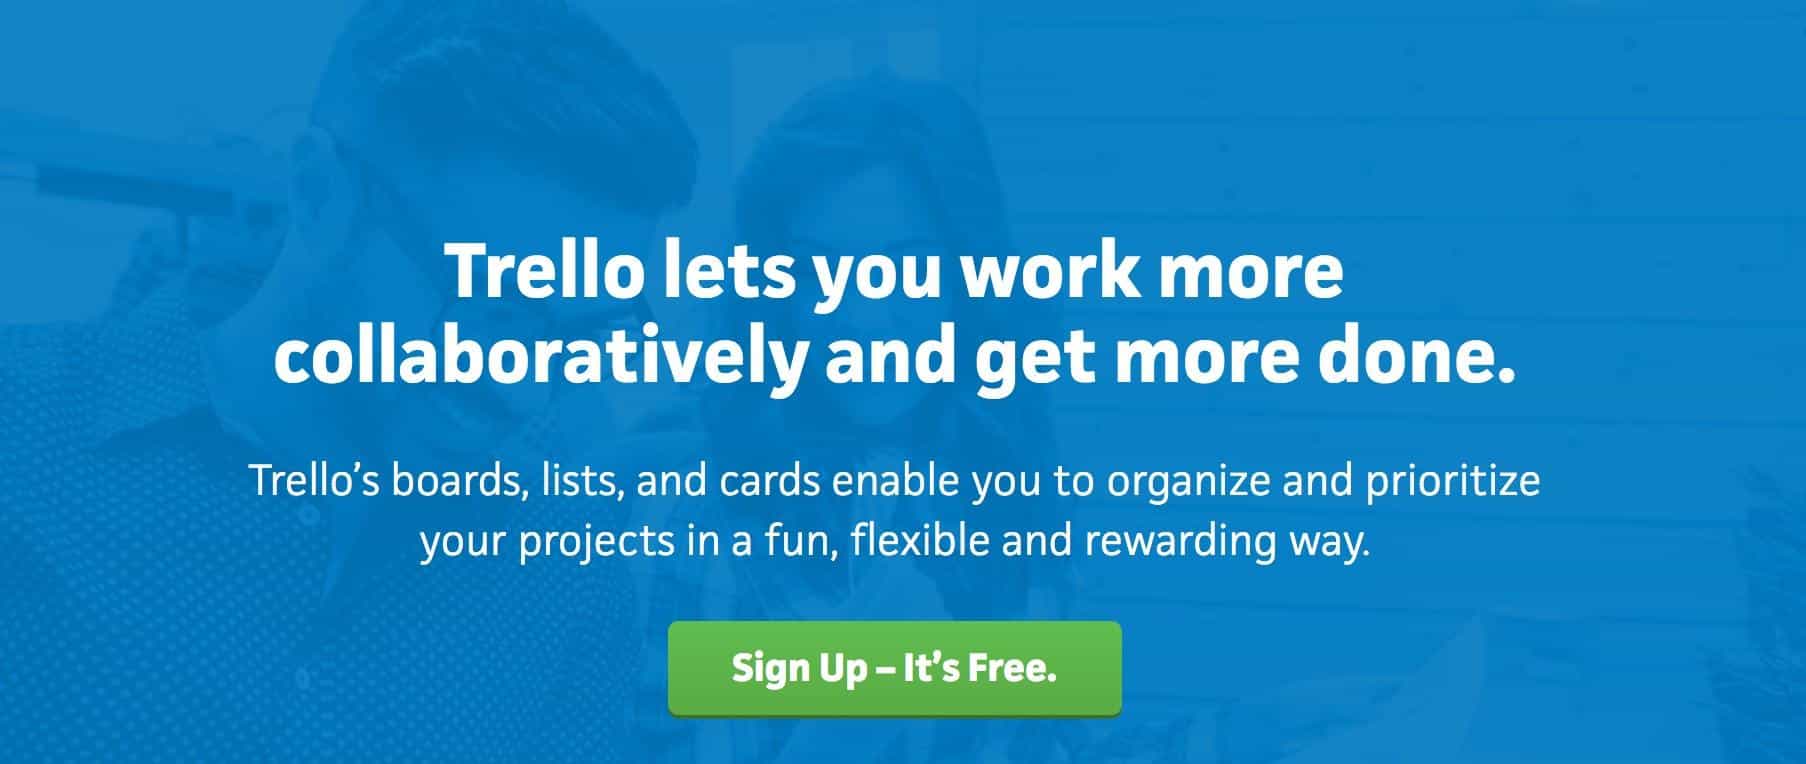 Trello lets you work more
collaboratively and get more done.
Trello’s boards, lists, and cards enable you to organize and prioritize
your projects in a fun, flexible and rewarding way.
Sign Up – It’s Free.